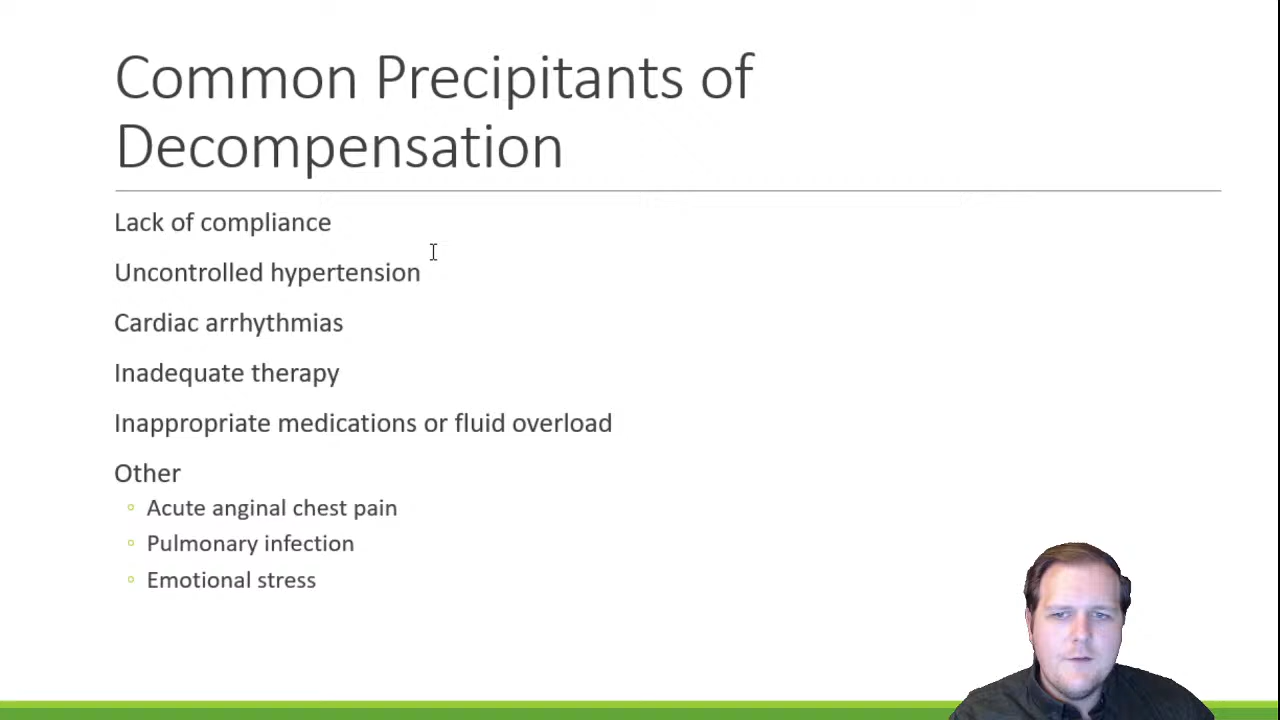 Common Precipitants of
Decompensation
Lack of compliance
Uncontrolled hypertension
Cardiac arrhythmias
Inadequate therapy
Inappropriate medications or fluid overload
Other
Acute anginal chest pain
Pulmonary infection
Emotional stress